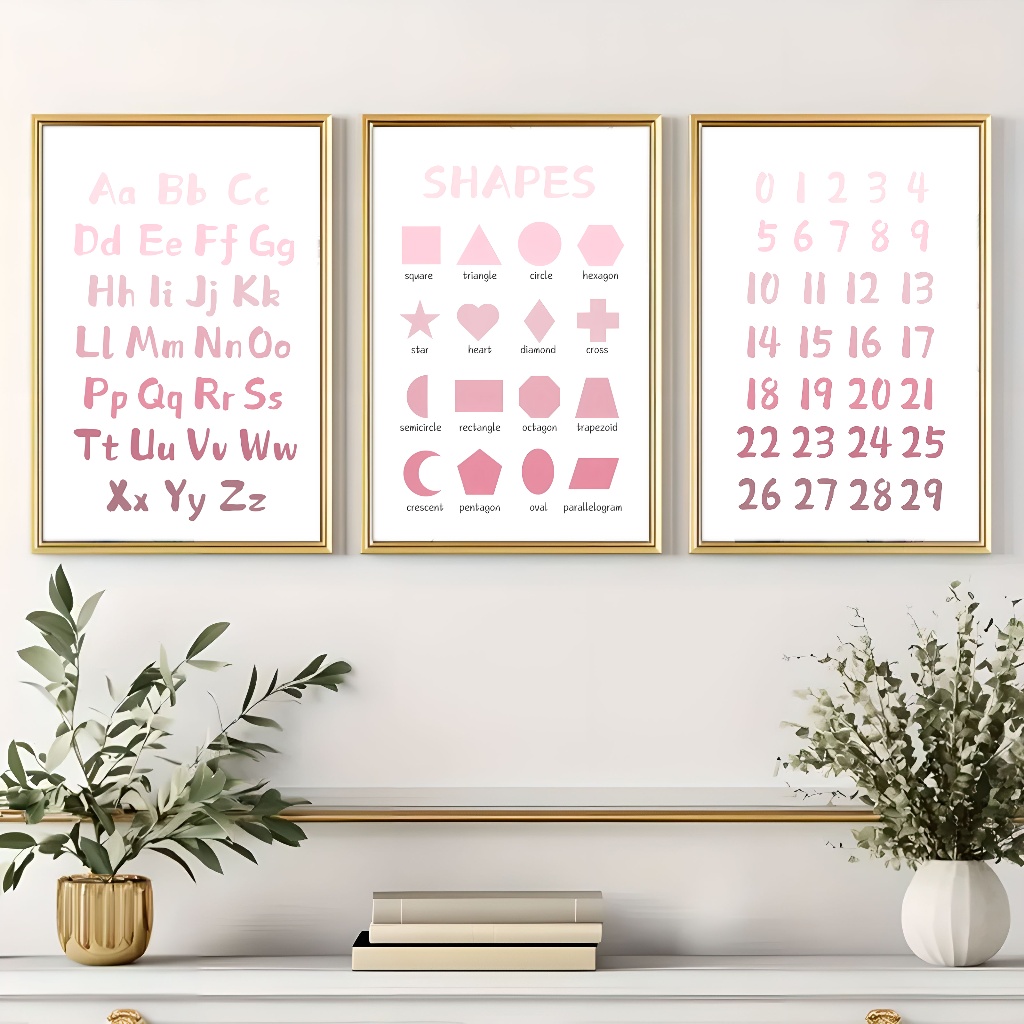 Aa Bb Cc
Dd Ee Ff Gg
Hh Ii Jj Kk
Ll Mm Nn Oo
Pp Qq Rr Ss
Tt Uu Vv Ww
Xx Yy Zz
SHAPES
square triangle circle hexagon
star heart diamond cross
semicircle rectangle octagon trapezoid
crescent pentagon oval parallelogram
0 1 2 3 4
5 6 7 8 9
10 11 12 13
14 15 16 17
18 19 20 21
22 23 24 25
26 27 28 29